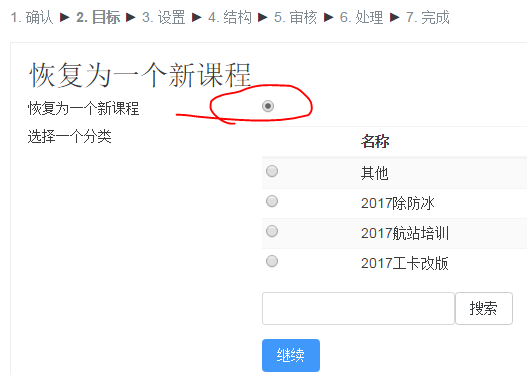 1. 确认 ► 2. 目标 ► 3. 设置 ► 4. 结构 ► 5. 审核 ► 6. 处理 ► 7. 完成
恢复为一个新课程
恢复为一个新课程
选择一个分类
名称
其他
2017除防冰
2017航站培训
2017工卡改版
搜索
继续